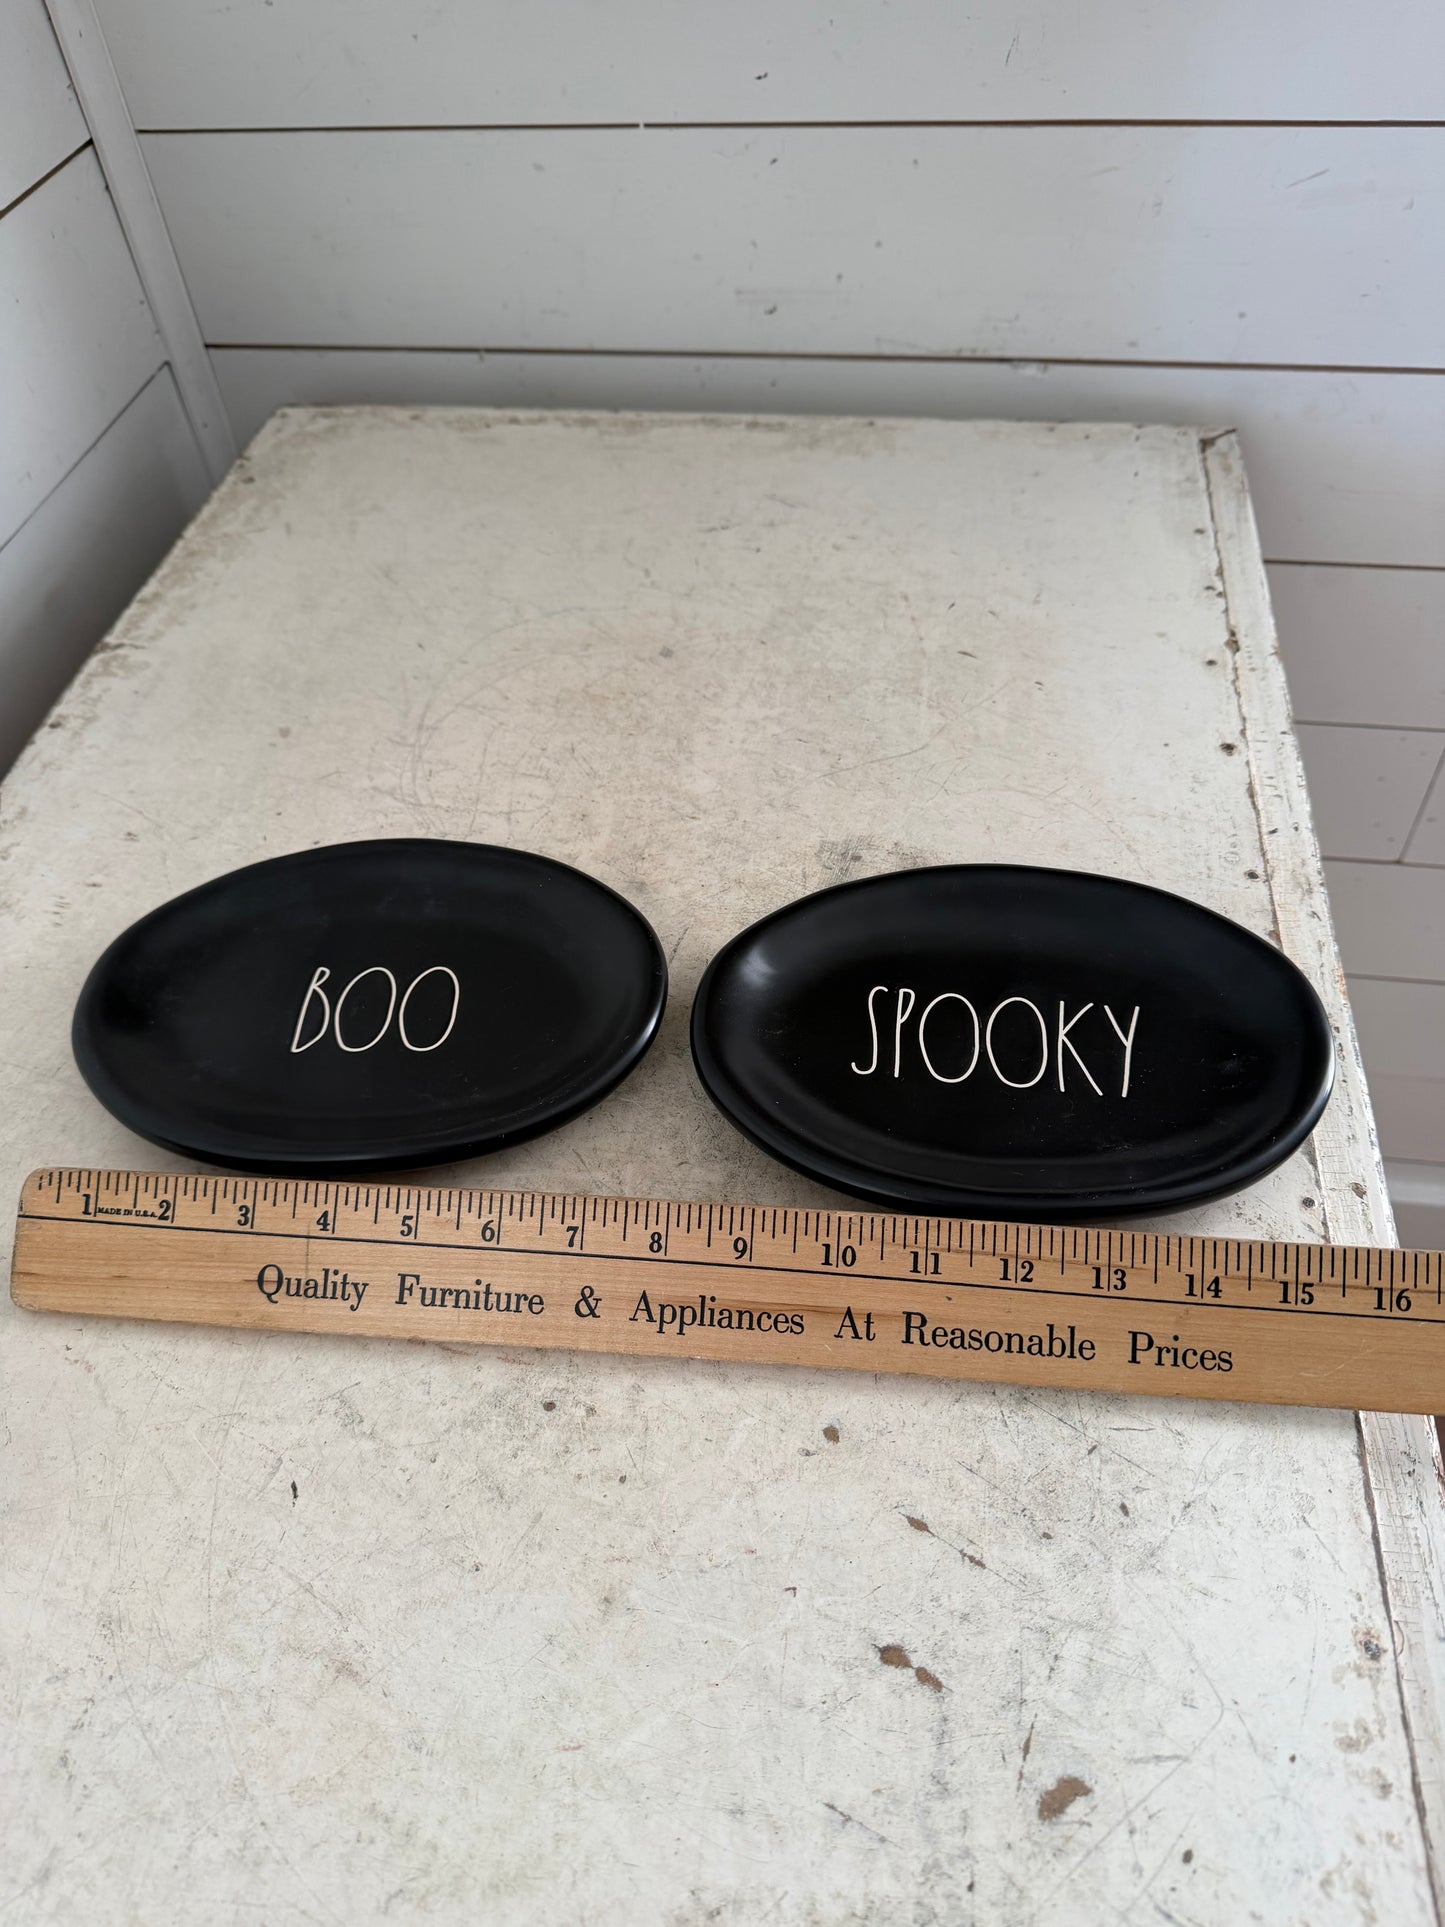 BOO
SPOOKY
1 MADE IN U.S.A. 2 3 4 5 6 7 8 9 10 11 12 13 14 15 16
Quality Furniture & Appliances At Reasonable Prices